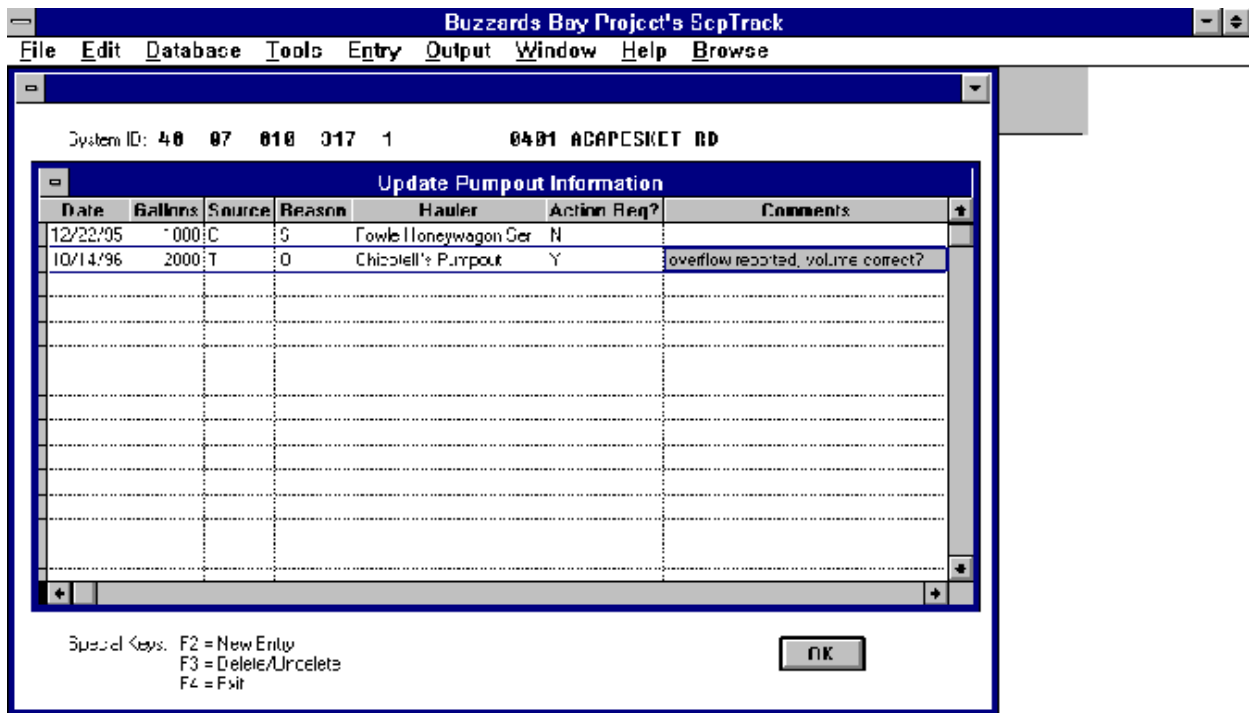 Buzzards Bay Project's SepTrack
File Edit Database Tools Entry Output Window Help Browse
System ID: 48 07 010 017 1 0401 ACAPESKET RD
Update Pumpout Information
Date Gallons Source Reason Hauler Action Req? Comments
12/22/95 1000 C S Fowle Honeywagon Ser N
10/14/96 2000 T O Pumpout Y overflow reported, volume correct?
Special Keys: F2 = New Entry
F3 = Delete/Undelete
F4 = Exit
OK